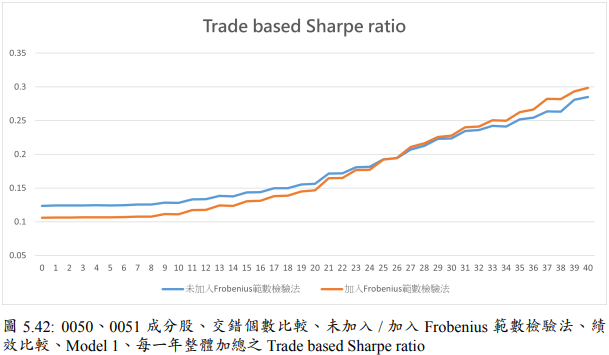 Trade based Sharpe ratio
0.35
0.3
0.25
0.2
0.15
0.1
0.05
0 1 2 3 4 5 6 7 8 9 10 11 12 13 14 15 16 17 18 19 20 21 22 23 24 25 26 27 28 29 30 31 32 33 34 35 36 37 38 39 40
未加入Frobenius範數檢驗法 加入Frobenius範數檢驗法
圖 5.42: 0050、0051 成分股、交錯個數比較、未加入 / 加入 Frobenius 範數檢驗法、績
效比較、Model 1、每一年整體加總之 Trade based Sharpe ratio